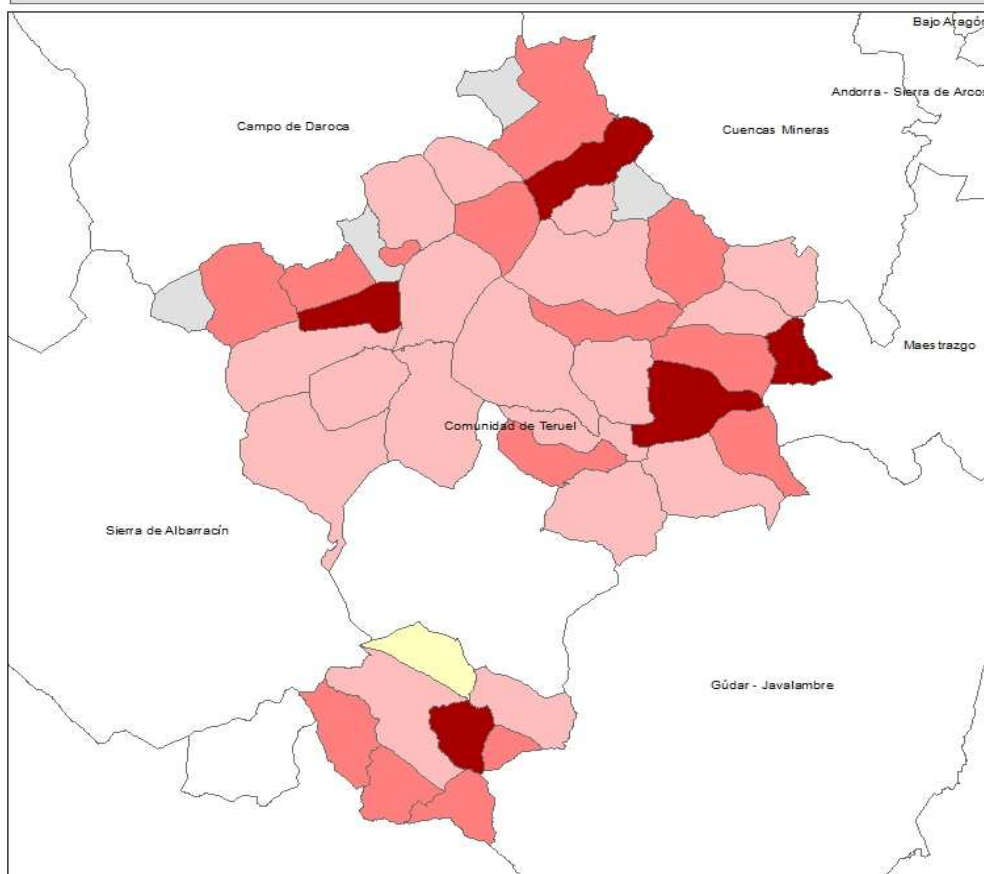 Bajo Aragón
Andorra - Sierra de Arcos
Campo de Daroca
Cuencas Mineras
Maestrazgo
Comunidad de Teruel
Sierra de Albarracín
Gúdar - Javalambre